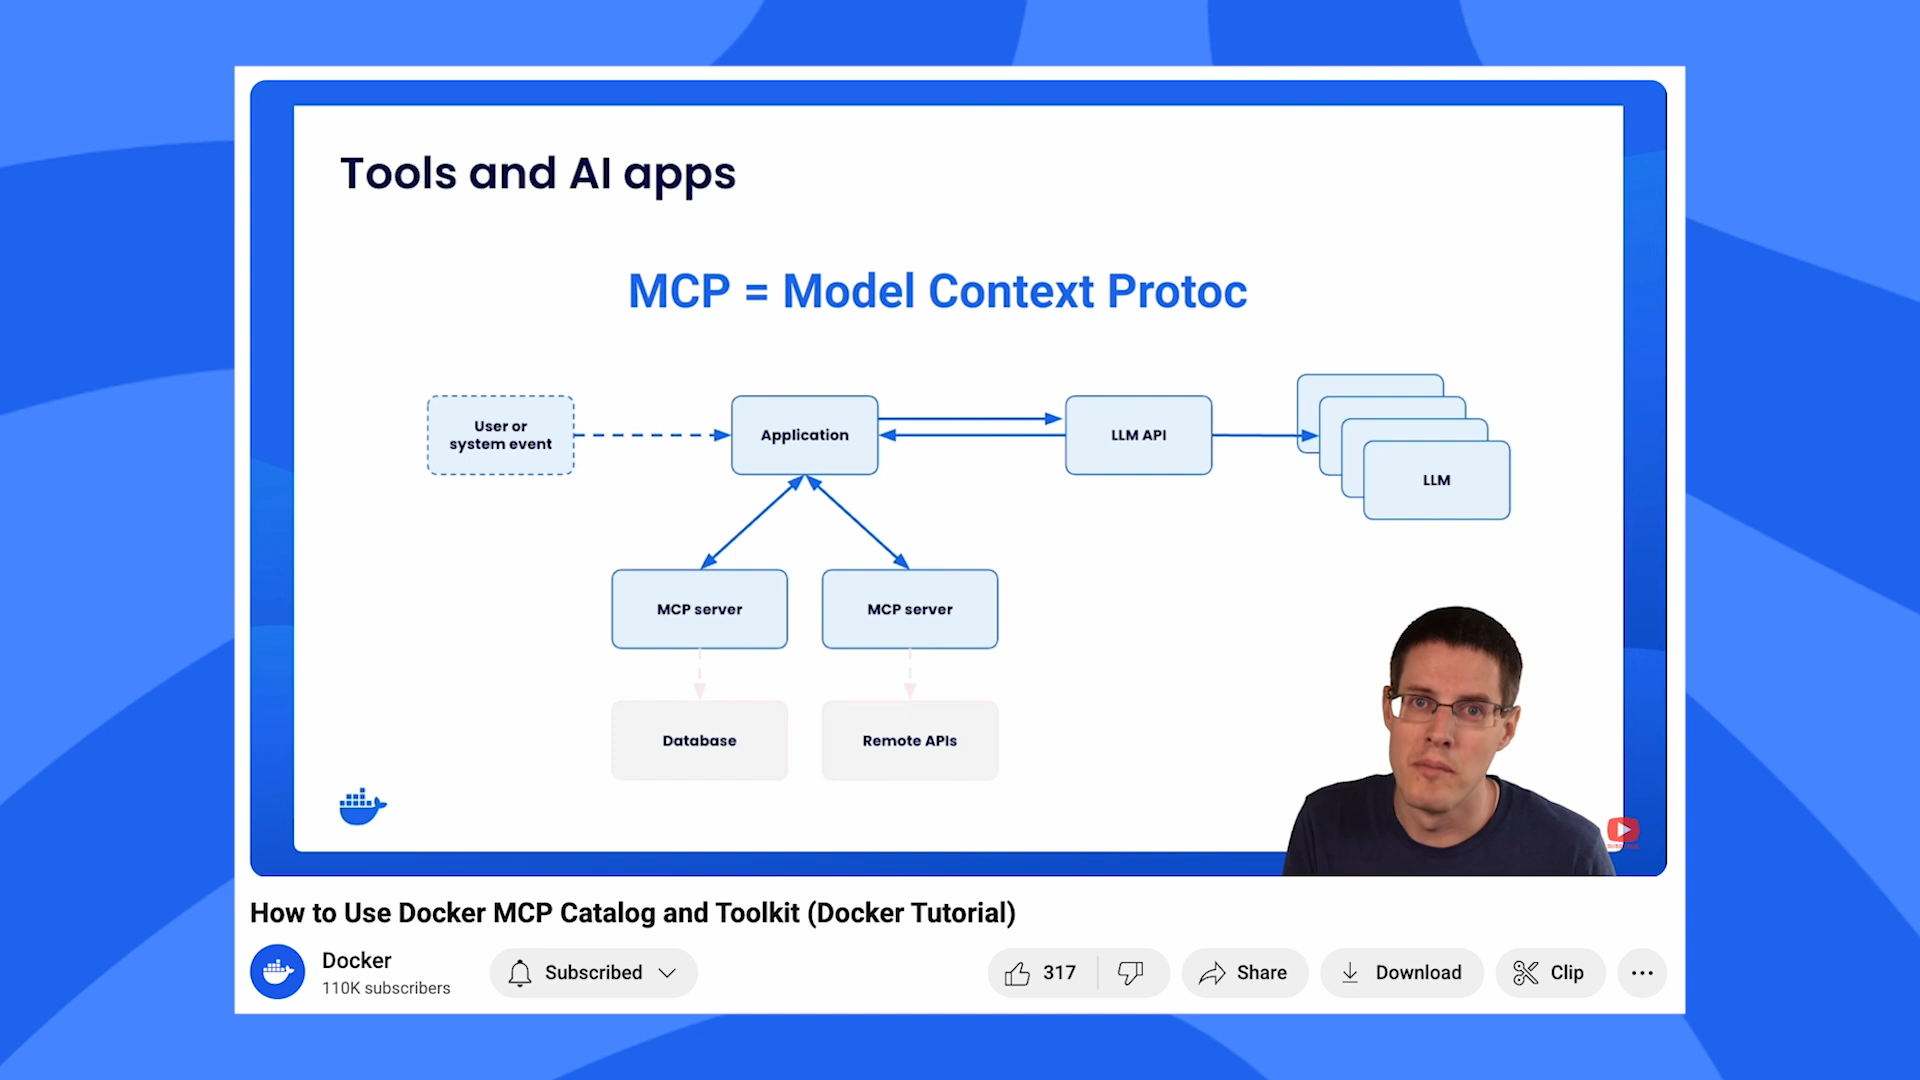 Tools and AI apps
MCP = Model Context Protoc
User or
system event
Application
LLM API
LLM
MCP server
MCP server
Database
Remote APIs
How to Use Docker MCP Catalog and Toolkit (Docker Tutorial)
Docker
110K subscribers
Subscribed
317
Share
Download
Clip